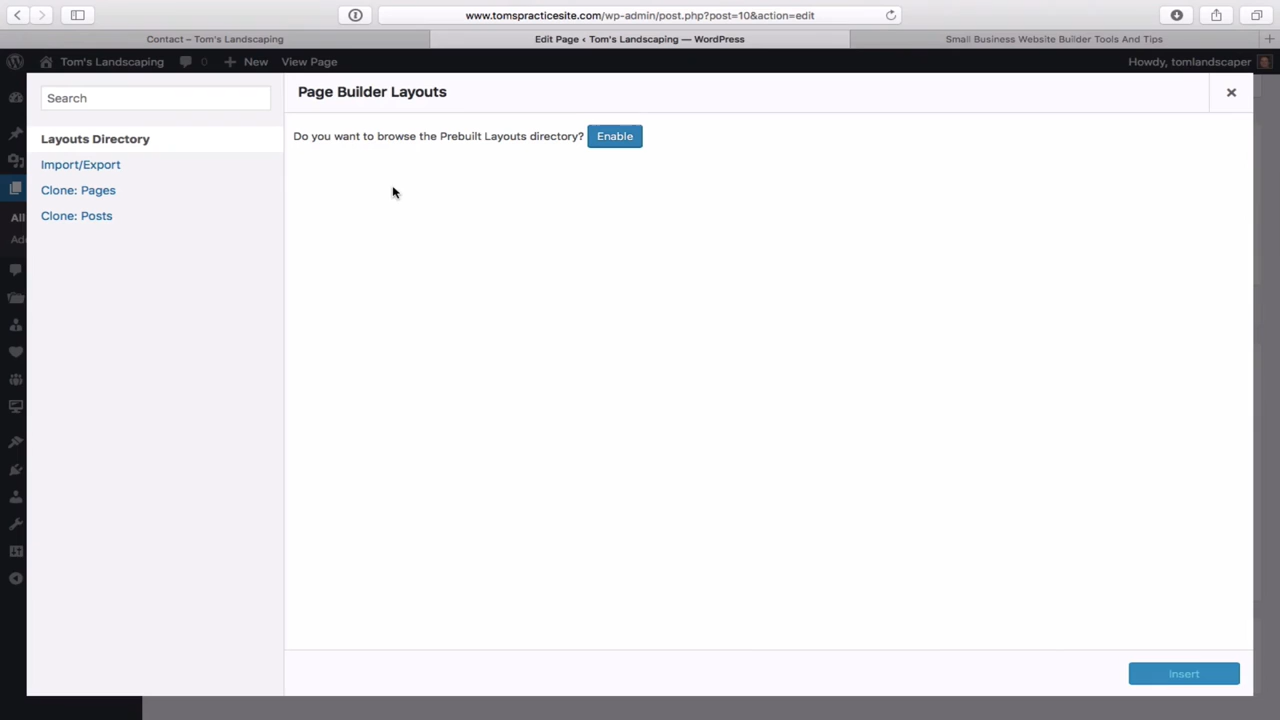 www.tomspracticesite.com/wp-admin/post.php?post=10&action=edit
Contact – Tom's Landscaping
Edit Page ‹ Tom's Landscaping — WordPress
Small Business Website Builder Tools And Tips
Tom's Landscaping
0
New
View Page
Howdy, tomlandscaper
Search
Page Builder Layouts
Do you want to browse the Prebuilt Layouts directory?
Enable
Layouts Directory
Import/Export
Clone: Pages
Clone: Posts
All
Add
Insert